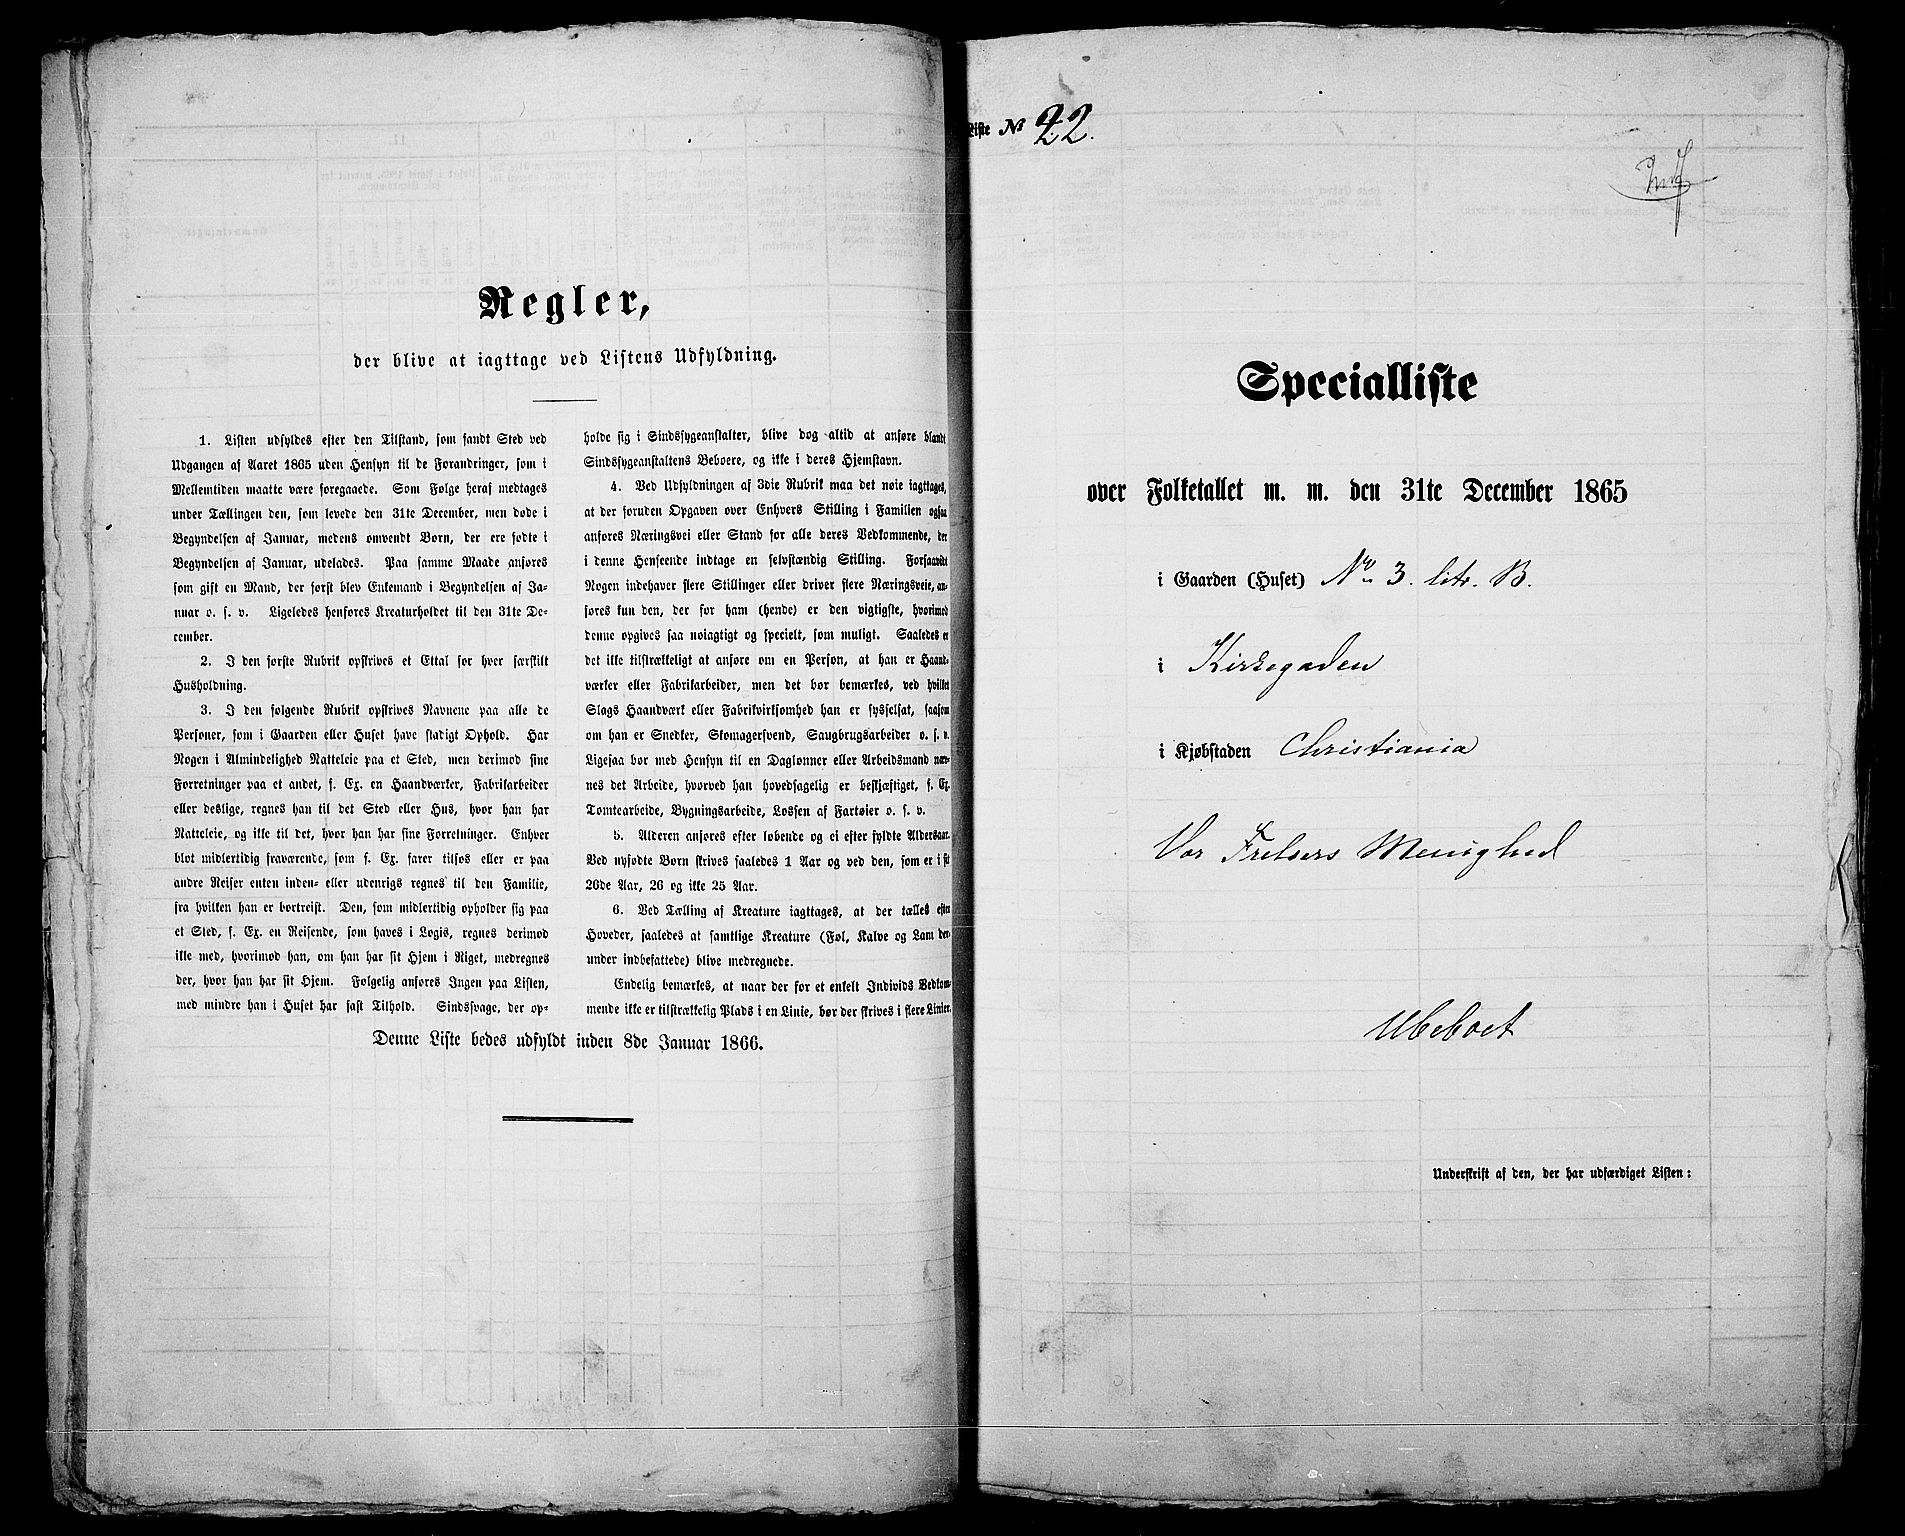 Regler,
der blive at iagttage ved Listens Udfyldning.
1. Listen udfyldes efter den Tilstand, som fandt Sted ved
Udgangen af Aaret 1865 uden Hensyn til de Forandringer, som i
Mellemtiden maatte være foregaaede. Som Følge heraf medtages
under Tællingen den, som levede den 31te December, men døde i
Begyndelsen af Januar, medens omvendt Børn, der ere fødte i
Begyndelsen af Januar, udelades. Paa samme Maade anføres
som gift en Mand, der først blev Enkemand i Begyndelsen af Ja-
nuar o. s. v. Ligeledes henføres Kreaturholdet til den 31te De-
cember.
2. I den første Rubrik opskrives et Ettal for hver særskilt
Husholdning.
3. I den følgende Rubrik opskrives Navnene paa alle de
Personer, som i Gaarden eller Huset have stadigt Ophold. Har
Nogen i Almindelighed Natteleie paa et Sted, men derimod sine
Forretninger paa et andet, f. Ex. en Haandværker, Fabrikarbeider
eller deslige, regnes han til det Sted eller Hus, hvor han har
Natteleie, og ikke til det, hvor han har sine Forretninger. Enhver
blot midlertidig fraværende, som f. Ex. farer tilsøs eller er paa
andre Reiser enten inden- eller udenrigs regnes til den Familie,
fra hvilken han er bortreist. Den, som midlertidig opholder sig paa
et Sted, f. Ex. en Reisende, som haves i Logis, regnes derimod
ikke med, hvorimod han, om han har sit Hjem i Riget, medregnes
der, hvor han har sit Hjem. Følgelig anføres Ingen paa Listen,
med mindre han i Huset har fast Tilhold. Sindssvage, der op-
holde sig i Sindssygeanstalter, blive dog altid at anføre blandt
Sindssygeanstaltens Beboere, og ikke i deres Hjemstavn.
4. Ved Udfyldningen af 3die Rubrik maa det nøie iagttages,
at der foruden Opgaven over Enhvers Stilling i Familien ogsaa
anføres Næringsvei eller Stand for alle deres Vedkommende, der
i denne Henseende indtage en selvstændig Stilling. Forsaavidt
Nogen indehaver flere Stillinger eller driver flere Næringsveie, an-
føres kun den, der for ham (hende) er den vigtigste, hvorimod
denne opgives saa nøiagtigt og specielt, som muligt. Saaledes er
det ikke tilstrækkeligt at anføre om en Person, at han er Haand-
værker eller Fabrikarbeider, men det bør bemærkes, ved hvilket
Slags Haandværk eller Fabrikvirksomhed han er sysselsat, saasom
om han er Snedker, Skomagersvend, Saugbrugsarbeider o. s. v.
Ligesaa bør med Hensyn til en Daglønner eller Arbeidsmand næv-
nes det Arbeide, hvorved han hovedsagelig er beskjæftiget, f. Ex.
Tomtearbeide, Bygningsarbeide, Lossen af Fartøier o. s. v.
5. Alderen anføres efter løbende og ei efter fyldte Aldersaar.
Ved nyfødte Børn skrives saaledes 1 Aar og ved den, som er i sit
26de Aar, 26 og ikke 25 Aar.
6. Ved Tælling af Kreature iagttages, at der tælles efter
Hoveder, saaledes at samtlige Kreature (Føl, Kalve og Lam der-
under indbefattede) blive medregnede.
Endelig bemærkes, at naar der for et enkelt Individs Vedkom-
mende ikke er tilstrækkelig Plads i en Linie, bør der skrives i flere Linier.
Denne Liste bedes udfyldt inden 8de Januar 1866.
Liste № 22.
Specialliste
over Folketallet m. m. den 31te December 1865
i Gaarden (Huset) No 3. litr. B.
i Kirkegaden
i Kjøbstaden Christiania
Vor Frelsers Menighed
Ubeboet
Underskrift af den, der har udfærdiget Listen: